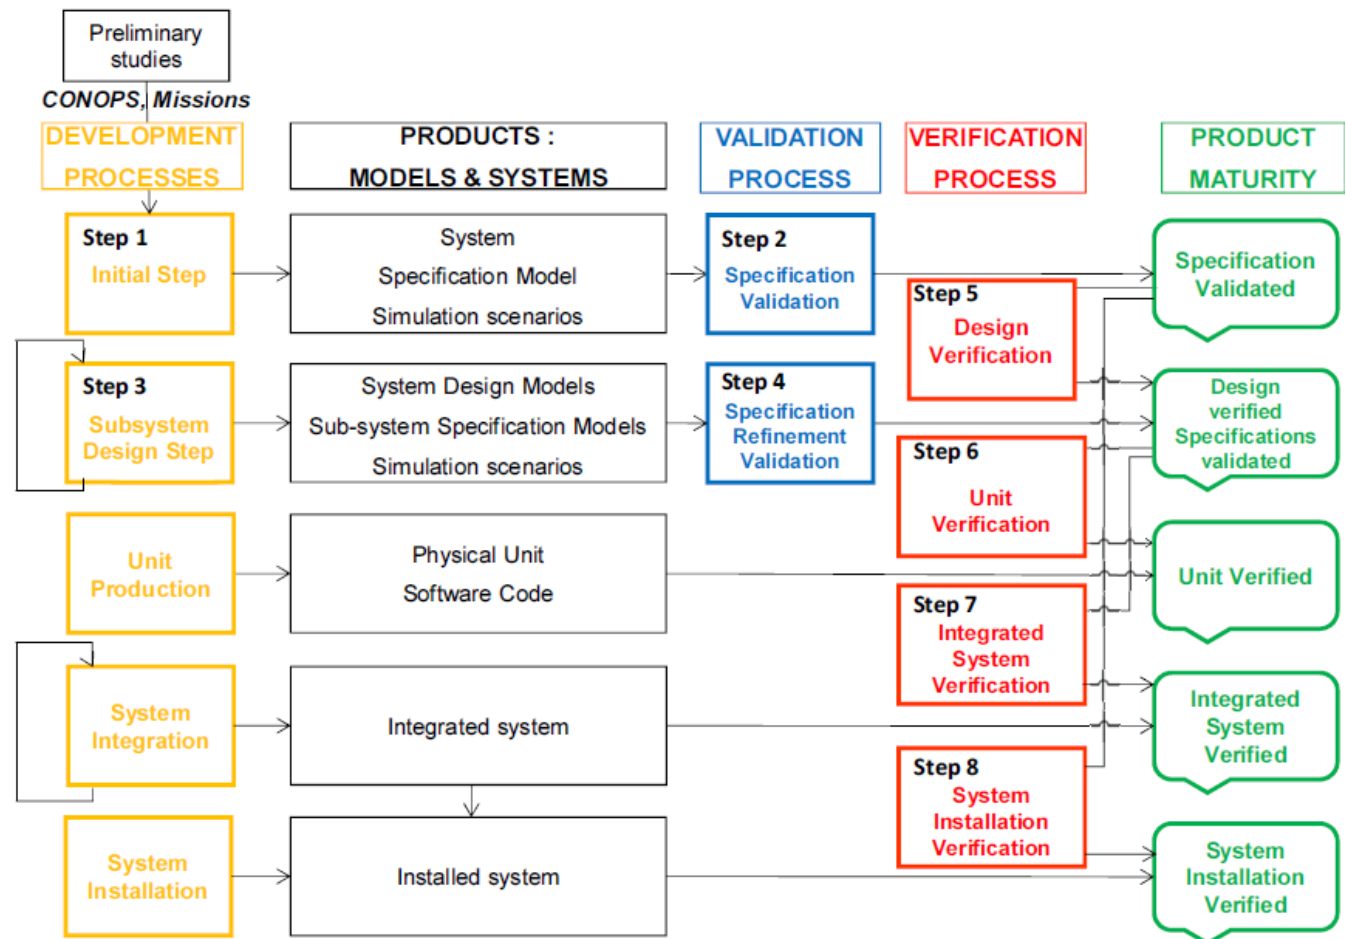 Preliminary
studies
CONOPS, Missions
DEVELOPMENT
PROCESSES
PRODUCTS :
MODELS & SYSTEMS
VALIDATION
PROCESS
VERIFICATION
PROCESS
PRODUCT
MATURITY
Step 1
Initial Step
System
Specification Model
Simulation scenarios
Step 2
Specification
Validation
Specification
Validated
Step 5
Design
Verification
Step 3
Subsystem
Design Step
System Design Models
Sub-system Specification Models
Simulation scenarios
Step 4
Specification
Refinement
Validation
Design
verified
Specifications
validated
Step 6
Unit
Verification
Unit
Production
Physical Unit
Software Code
Unit Verified
Step 7
Integrated
System
Verification
System
Integration
Integrated system
Integrated
System
Verified
Step 8
System
Installation
Verification
System
Installation
Installed system
System
Installation
Verified